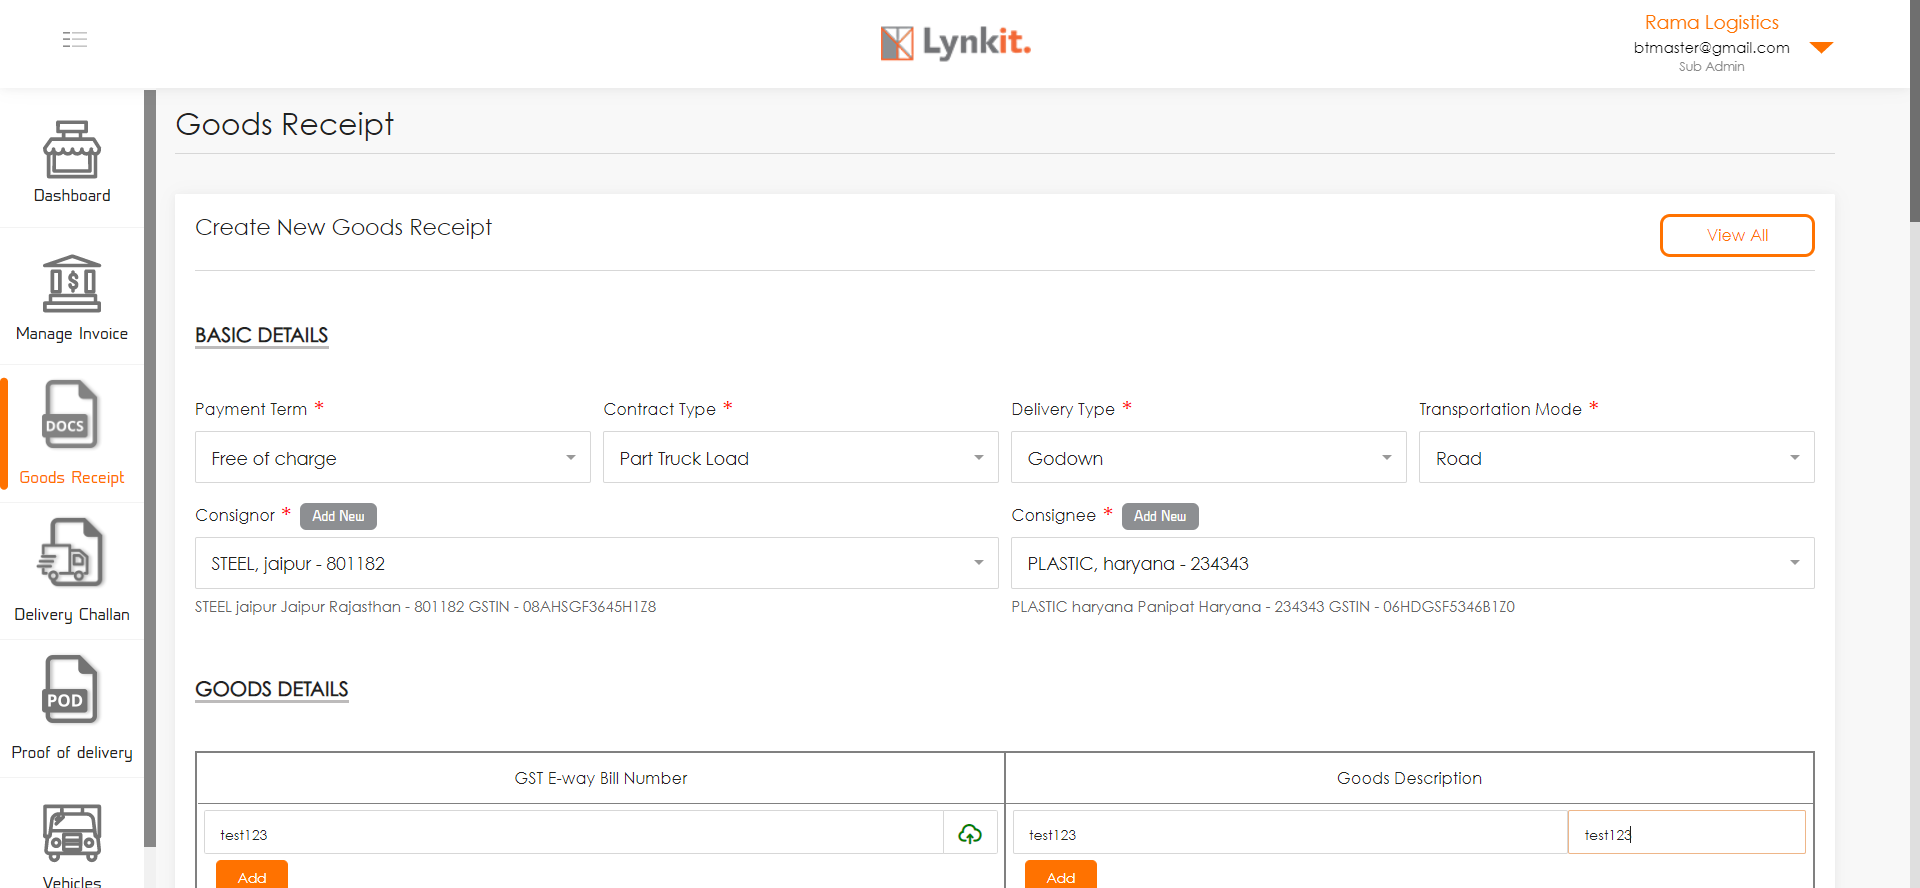 Lynkit.
Rama Logistics
btmaster@gmail.com
Sub Admin
Dashboard
Manage Invoice
DOCS
Goods Receipt
Delivery Challan
POD
Proof of delivery
Vehicles
Goods Receipt
Create New Goods Receipt
View All
BASIC DETAILS
Payment Term *
Contract Type *
Delivery Type *
Transportation Mode *
Free of charge
Part Truck Load
Godown
Road
Consignor * Add New
Consignee * Add New
STEEL, jaipur - 801182
PLASTIC, haryana - 234343
STEEL jaipur Jaipur Rajasthan - 801182 GSTIN - 08AHSGF3645H1Z8
PLASTIC haryana Panipat Haryana - 234343 GSTIN - 06HDGSF5346B1Z0
GOODS DETAILS
GST E-way Bill Number
Goods Description
test123
test123
test123
Add
Add